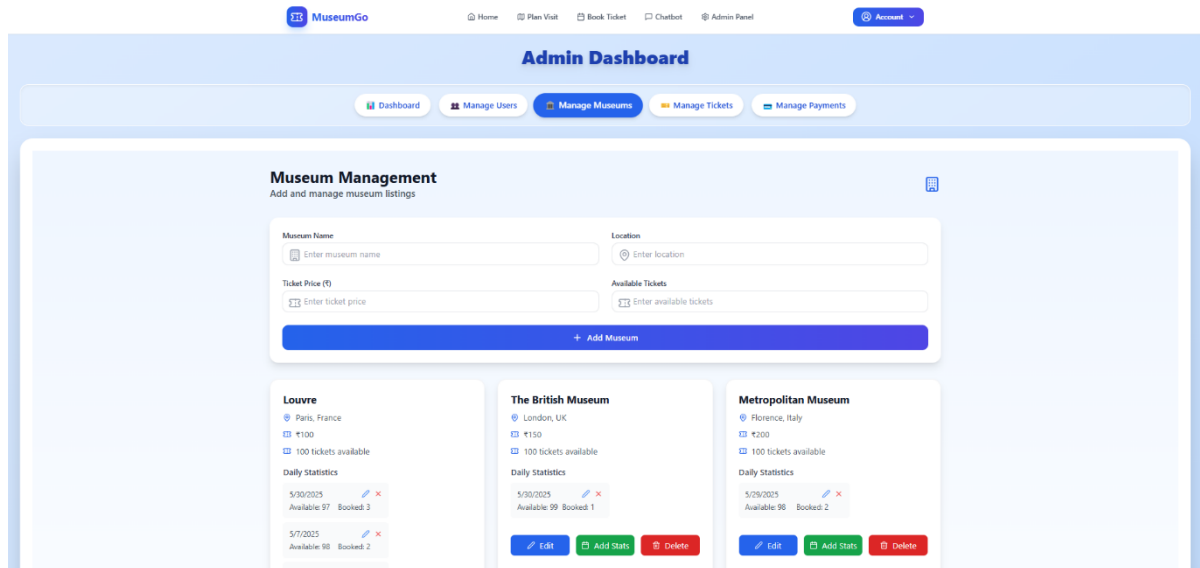 MuseumGo Home Plan Visit Book Ticket Chatbot Admin Panel Account
Admin Dashboard
Dashboard Manage Users Manage Museums Manage Tickets Manage Payments
Museum Management
Add and manage museum listings
Museum Name Location
Enter museum name Enter location
Ticket Price (₹) Available Tickets
Enter ticket price Enter available tickets
+ Add Museum
Louvre
Paris, France
₹100
100 tickets available
Daily Statistics
5/30/2025
Available: 97 Booked: 3
5/7/2025
Available: 98 Booked: 2
The British Museum
London, UK
₹150
100 tickets available
Daily Statistics
5/30/2025
Available: 99 Booked: 1
Edit Add Stats Delete
Metropolitan Museum
Florence, Italy
₹200
100 tickets available
Daily Statistics
5/29/2025
Available: 98 Booked: 2
Edit Add Stats Delete